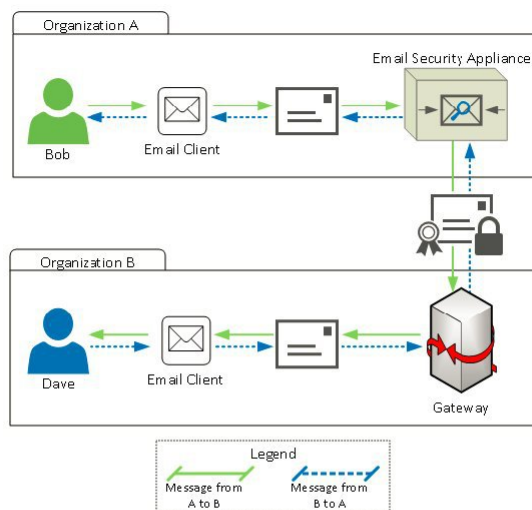 Organization A
Email Security Appliance
Bob
Email Client
Organization B
Dave
Email Client
Gateway
Legend
Message from
A to B
Message from
B to A